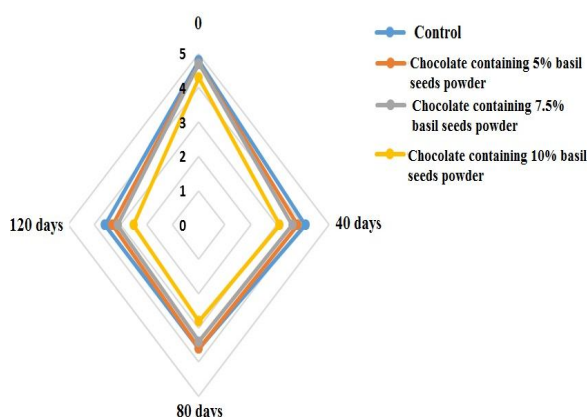 0
5
4
3
2
1
0
120 days
40 days
80 days
Control
Chocolate containing 5% basil
seeds powder
Chocolate containing 7.5%
basil seeds powder
Chocolate containing 10% basil
seeds powder